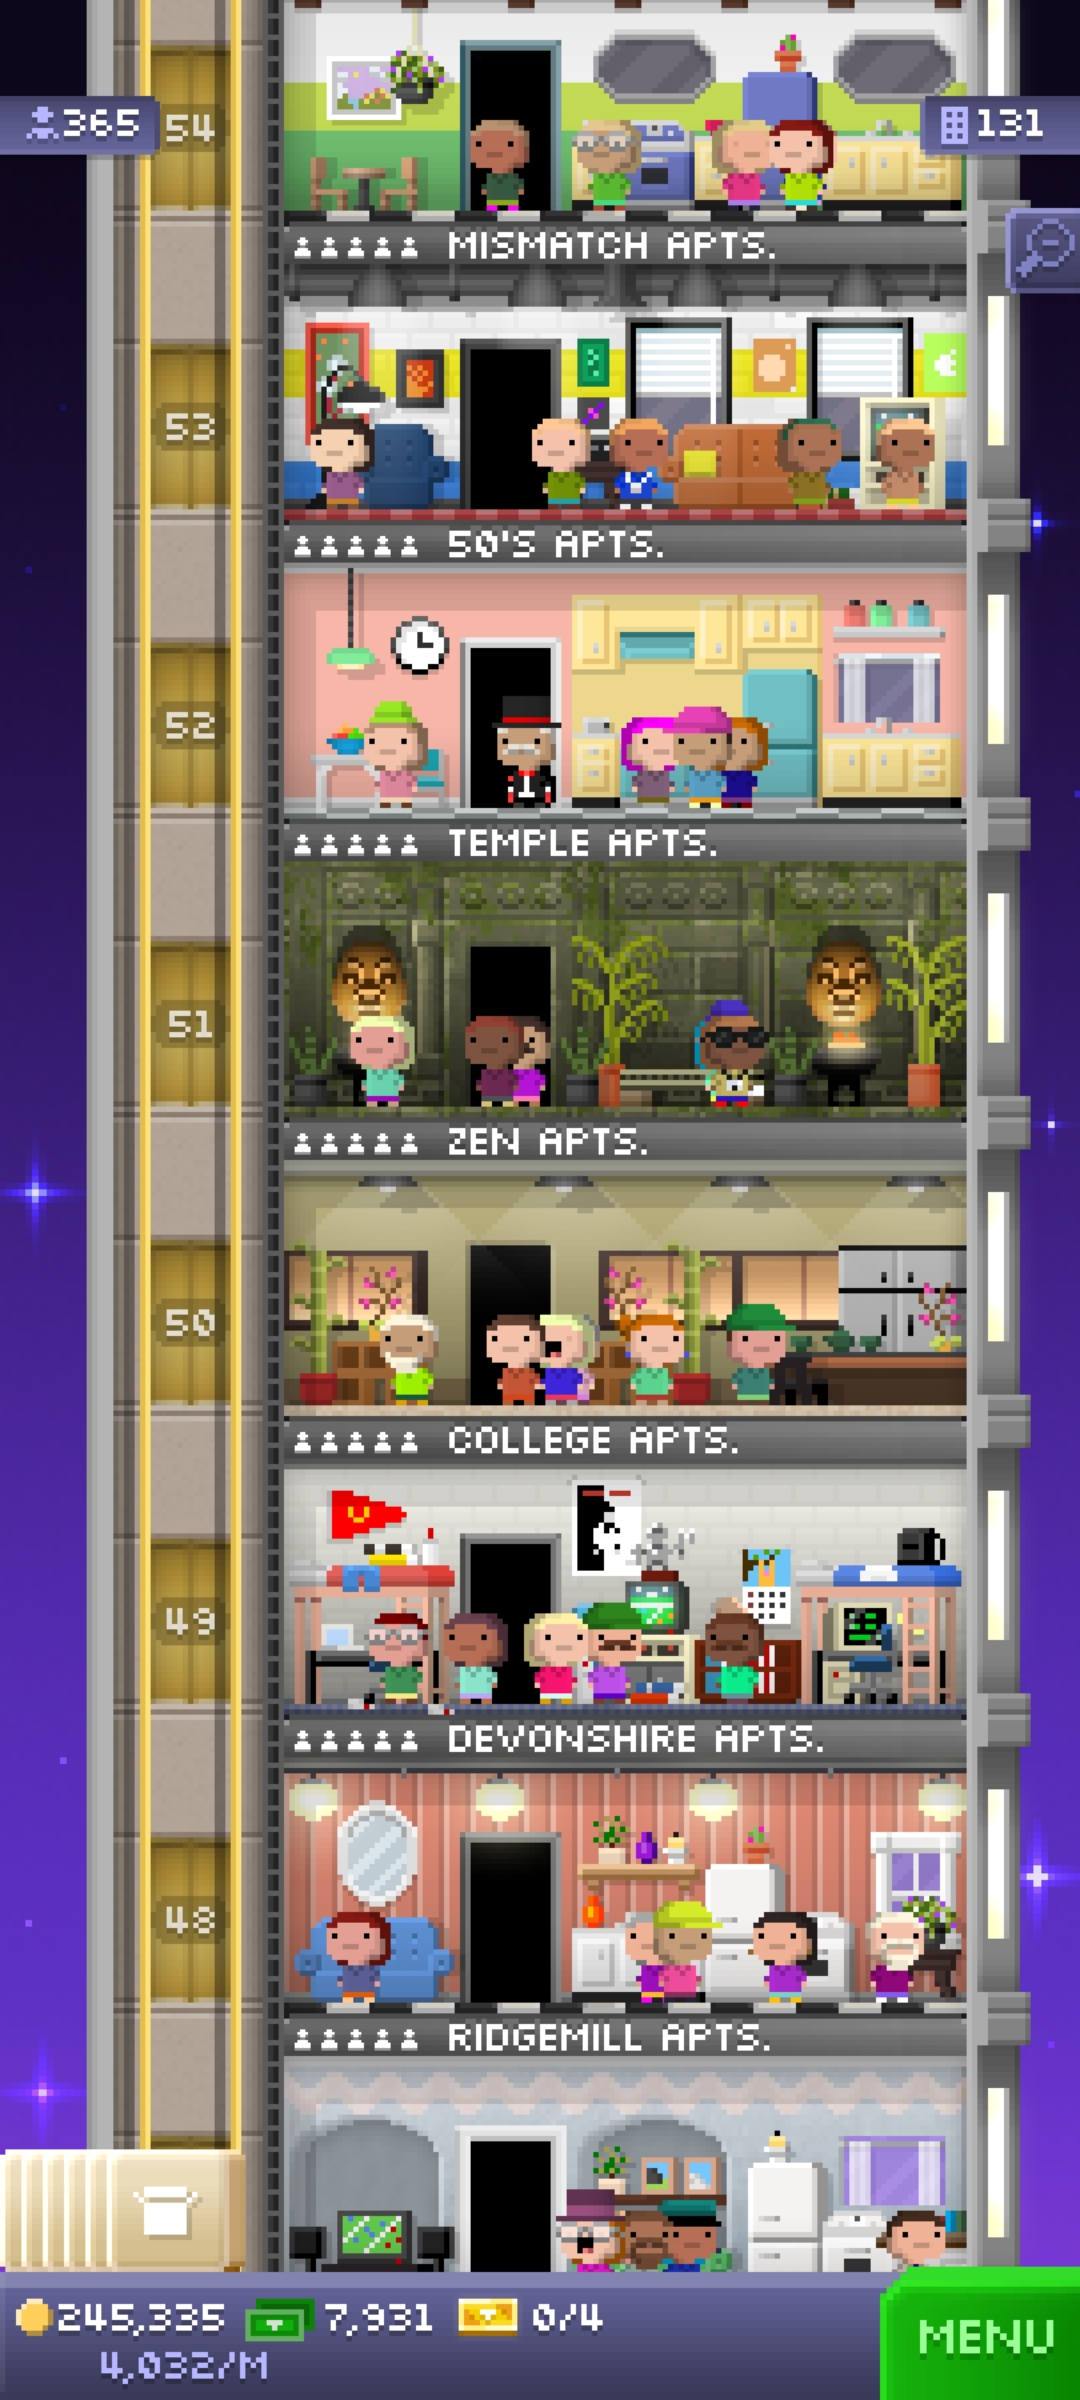 365
54
131
MISMATCH APTS.
53
50'S APTS.
52
TEMPLE APTS.
51
ZEN APTS.
50
COLLEGE APTS.
49
DEVONSHIRE APTS.
48
RIDGEMILL APTS.
245,335 7,931 0/4
4,032/M
MENU